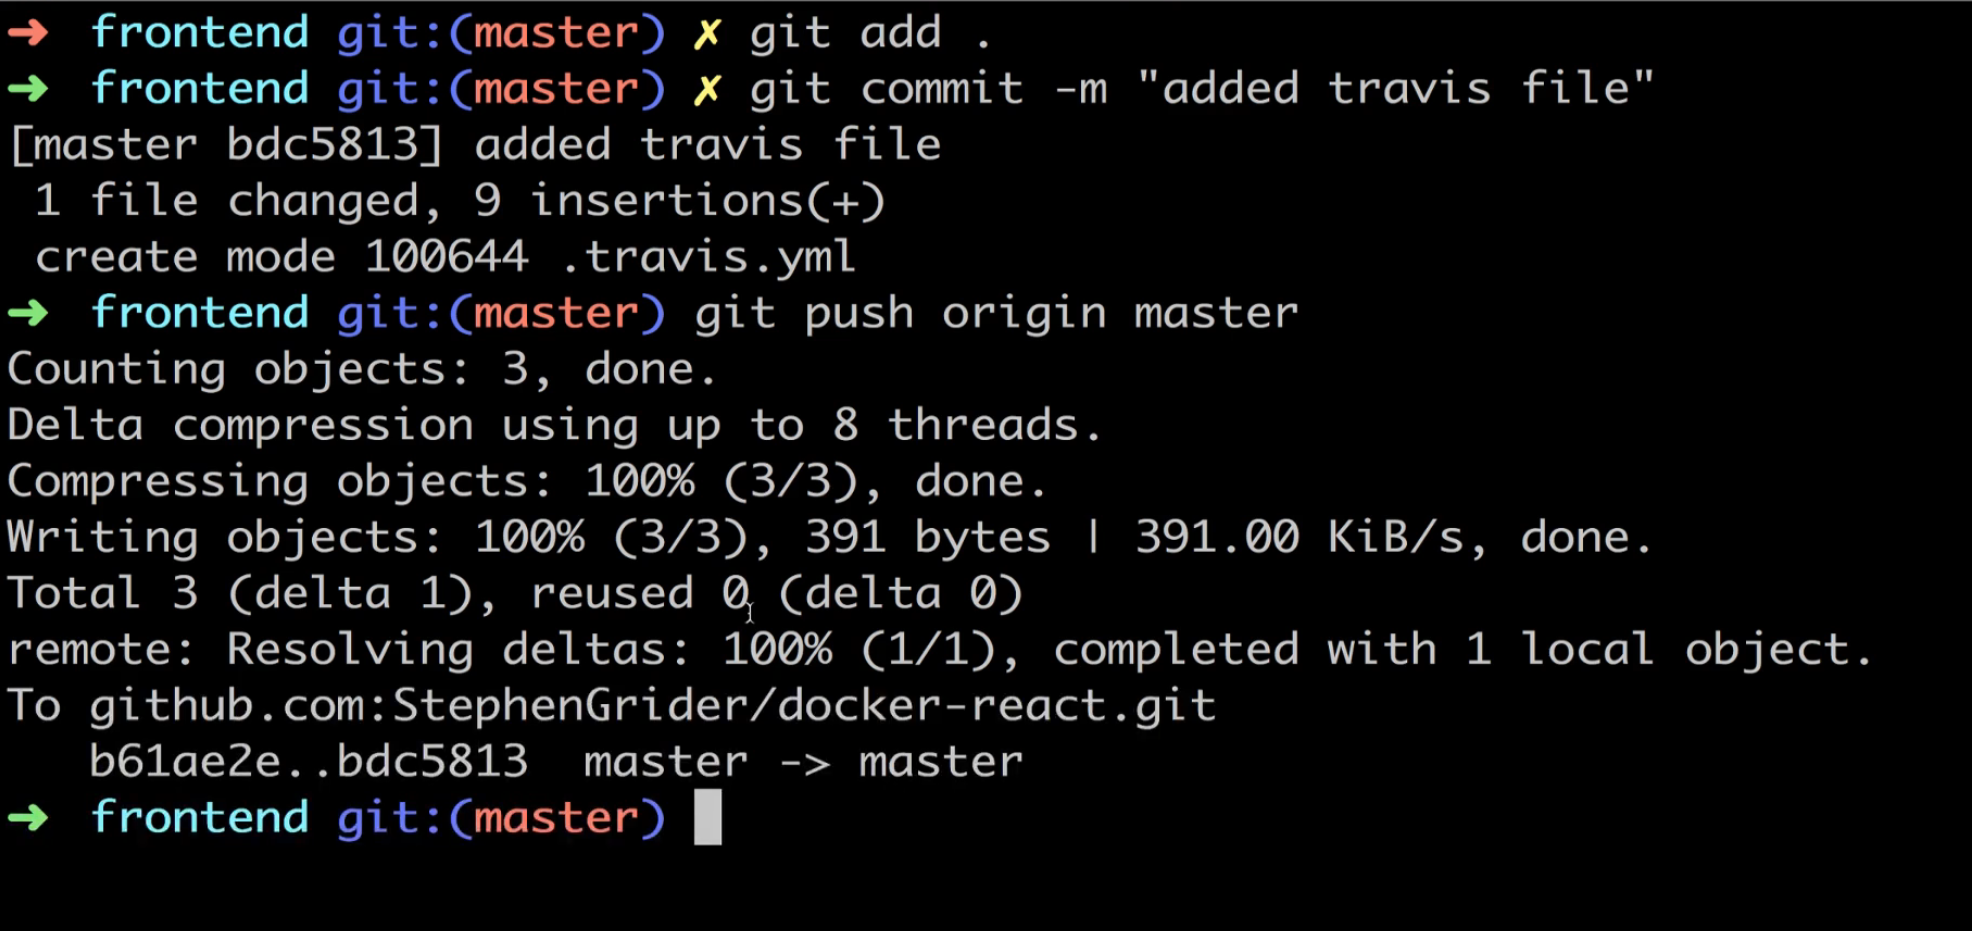 ➜  frontend git:(master) ✗ git add .
➜  frontend git:(master) ✗ git commit -m "added travis file"
[master bdc5813] added travis file
 1 file changed, 9 insertions(+)
 create mode 100644 .travis.yml
➜  frontend git:(master) git push origin master
Counting objects: 3, done.
Delta compression using up to 8 threads.
Compressing objects: 100% (3/3), done.
Writing objects: 100% (3/3), 391 bytes | 391.00 KiB/s, done.
Total 3 (delta 1), reused 0 (delta 0)
remote: Resolving deltas: 100% (1/1), completed with 1 local object.
To github.com:StephenGrider/docker-react.git
   b61ae2e..bdc5813  master -> master
➜  frontend git:(master)